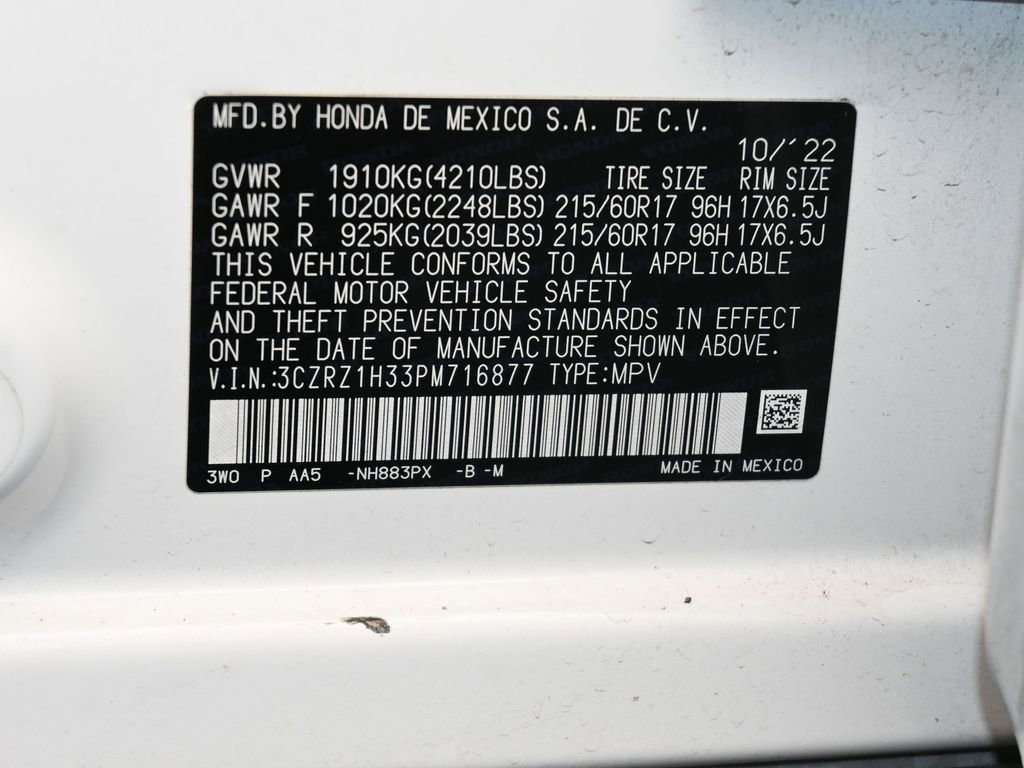 MFD.BY HONDA DE MEXICO S.A. DE C.V.
10/'22
GVWR 1910KG(4210LBS) TIRE SIZE RIM SIZE
GAWR F 1020KG(2248LBS) 215/60R17 96H 17X6.5J
GAWR R 925KG(2039LBS) 215/60R17 96H 17X6.5J
THIS VEHICLE CONFORMS TO ALL APPLICABLE
FEDERAL MOTOR VEHICLE SAFETY
AND THEFT PREVENTION STANDARDS IN EFFECT
ON THE DATE OF MANUFACTURE SHOWN ABOVE.
V.I.N.:3CZRZ1H33PM716877 TYPE:MPV
3W0 P AA5 -NH883PX -B -M MADE IN MEXICO